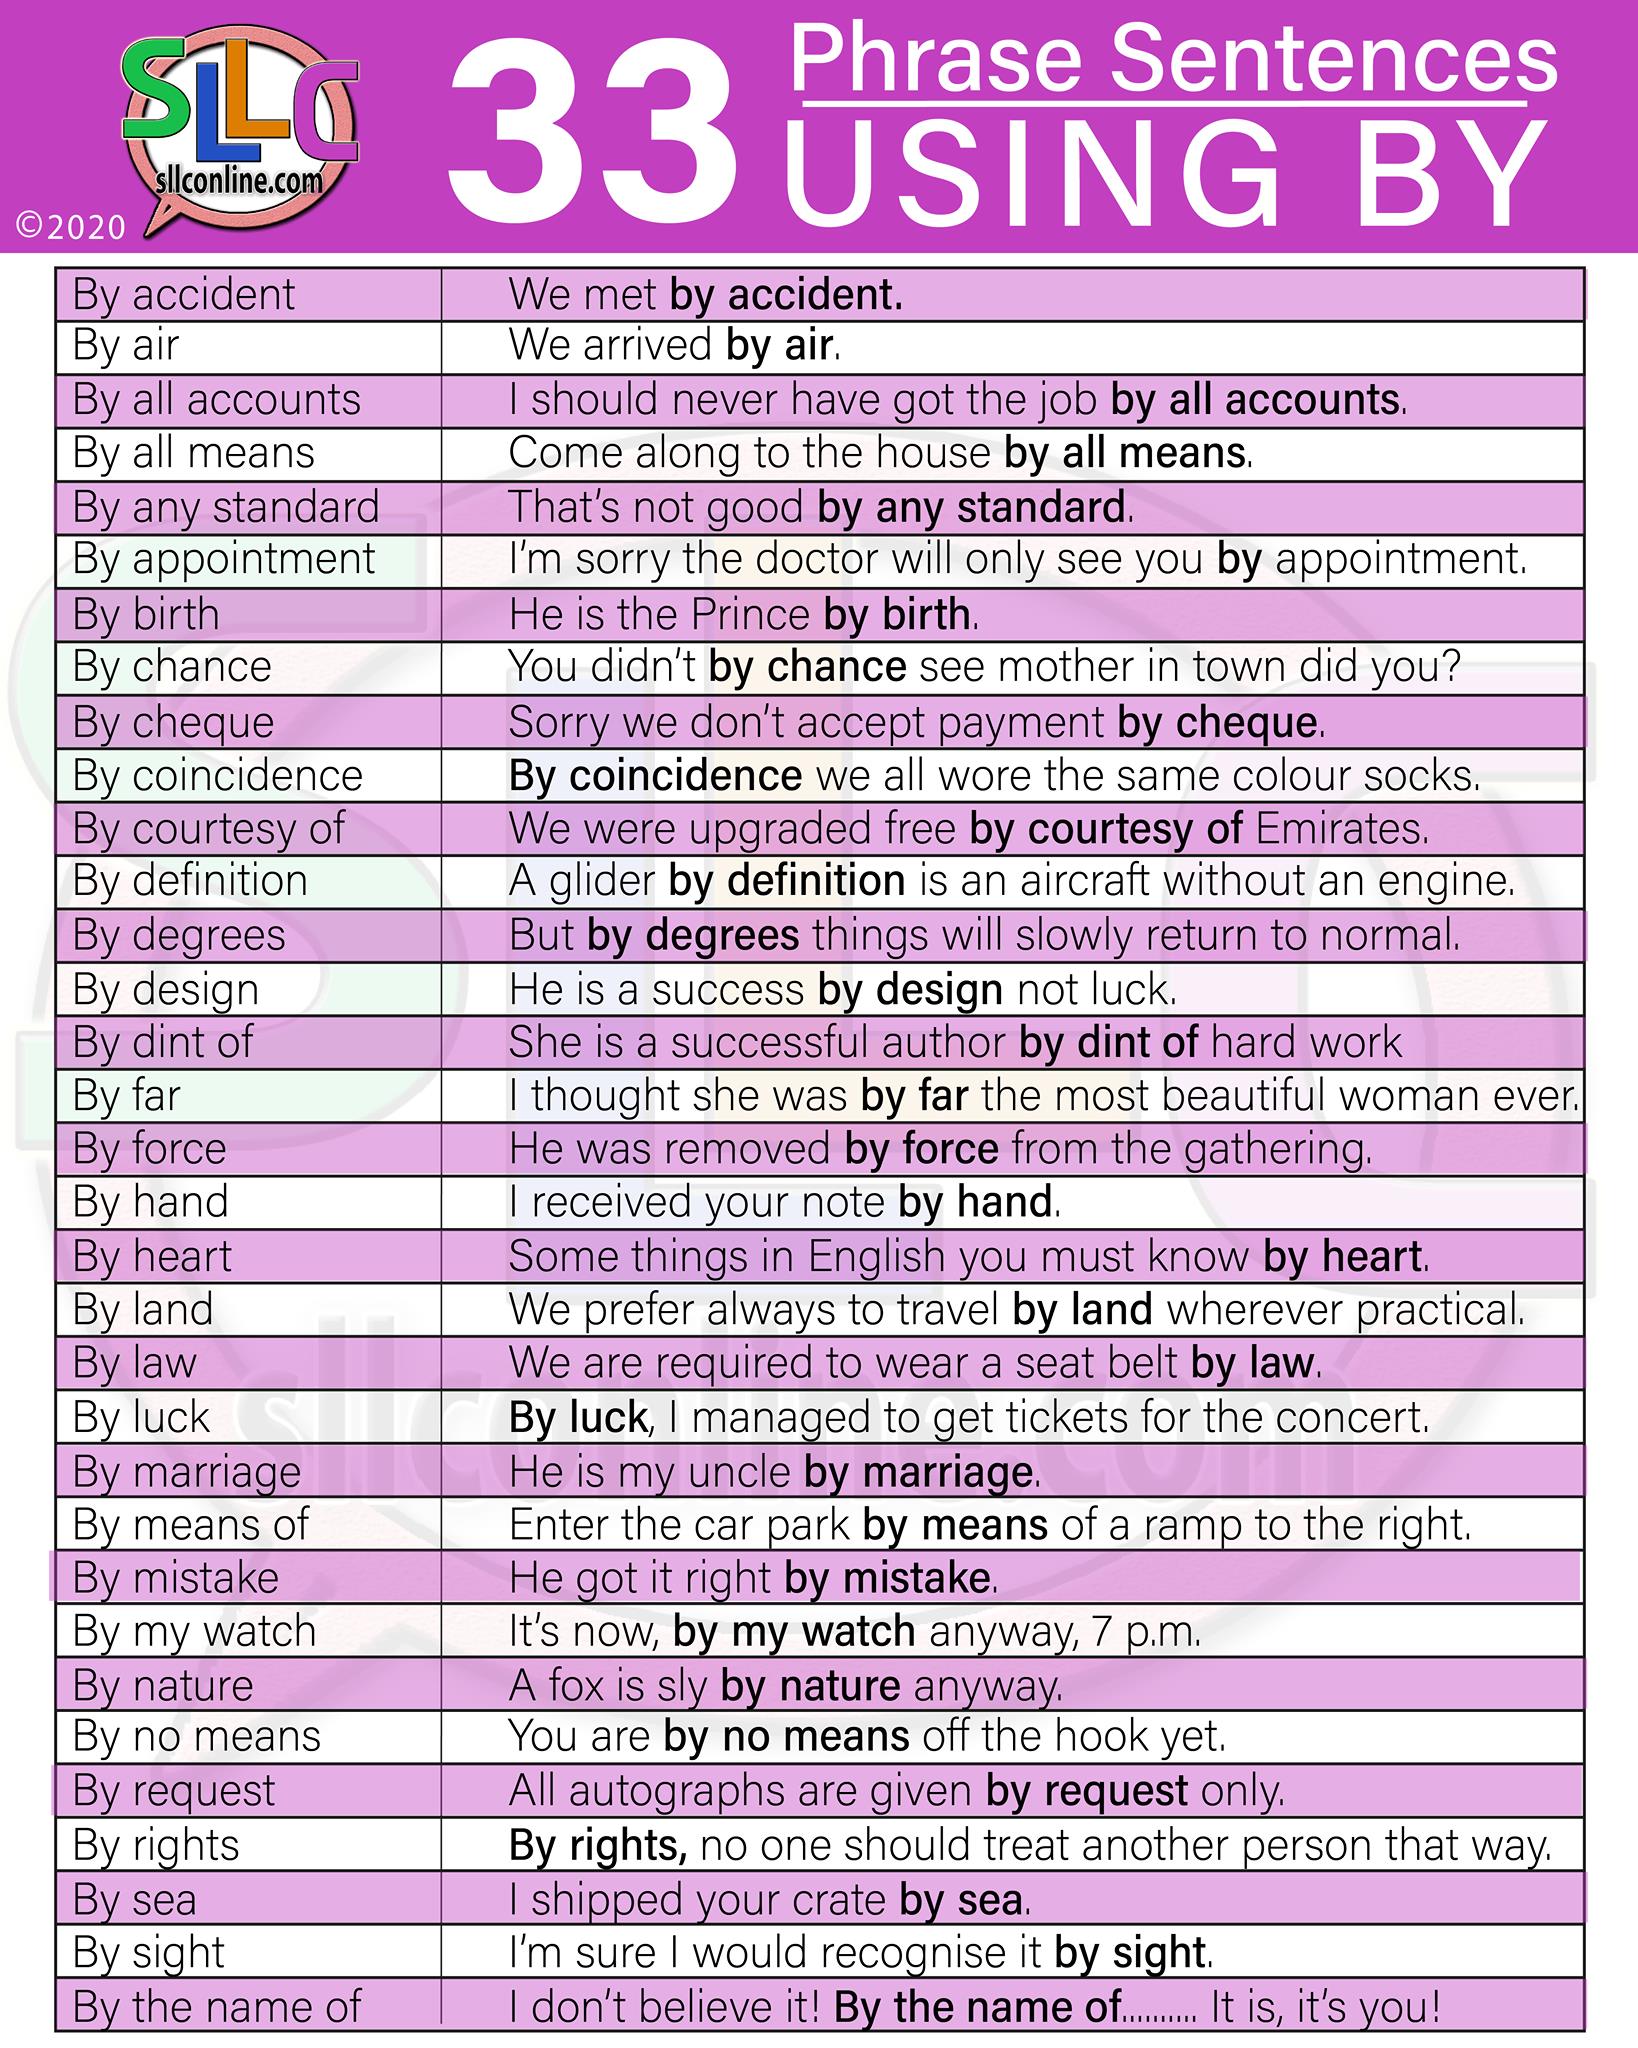 SLLC
sllconline.com
©2020
33
Phrase Sentences
USING BY
By accident We met by accident.
By air We arrived by air.
By all accounts I should never have got the job by all accounts.
By all means Come along to the house by all means.
By any standard That's not good by any standard.
By appointment I'm sorry the doctor will only see you by appointment.
By birth He is the Prince by birth.
By chance You didn't by chance see mother in town did you?
By cheque Sorry we don't accept payment by cheque.
By coincidence By coincidence we all wore the same colour socks.
By courtesy of We were upgraded free by courtesy of Emirates.
By definition A glider by definition is an aircraft without an engine.
By degrees But by degrees things will slowly return to normal.
By design He is a success by design not luck.
By dint of She is a successful author by dint of hard work
By far I thought she was by far the most beautiful woman ever.
By force He was removed by force from the gathering.
By hand I received your note by hand.
By heart Some things in English you must know by heart.
By land We prefer always to travel by land wherever practical.
By law We are required to wear a seat belt by law.
By luck By luck, I managed to get tickets for the concert.
By marriage He is my uncle by marriage.
By means of Enter the car park by means of a ramp to the right.
By mistake He got it right by mistake.
By my watch It's now, by my watch anyway, 7 p.m.
By nature A fox is sly by nature anyway.
By no means You are by no means off the hook yet.
By request All autographs are given by request only.
By rights By rights, no one should treat another person that way.
By sea I shipped your crate by sea.
By sight I'm sure I would recognise it by sight.
By the name of I don't believe it! By the name of.......... It is, it's you!